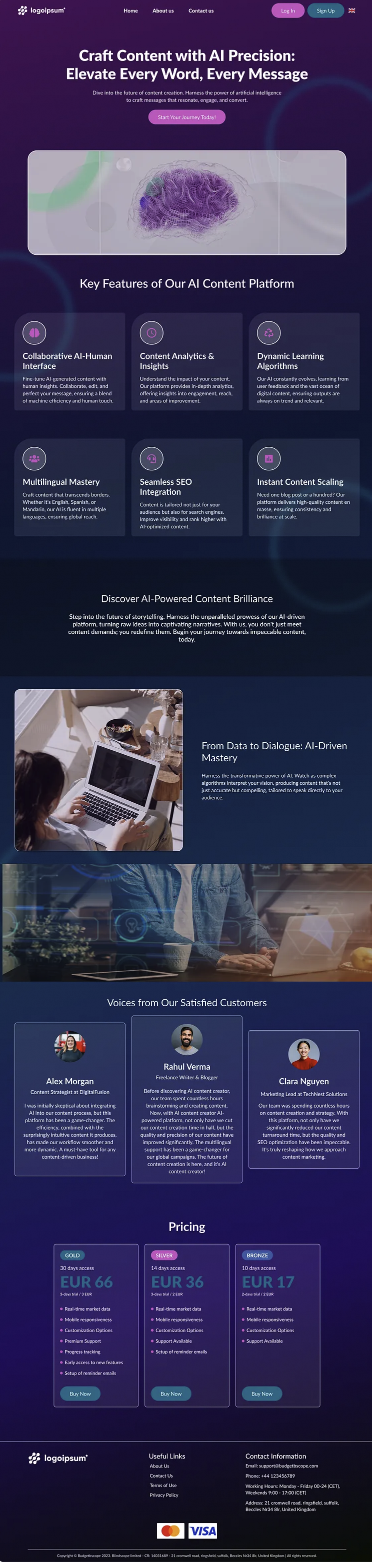 logoipsum
Home
About us
Contact us
Log In
Sign Up
Craft Content with AI Precision:
Elevate Every Word, Every Message
Dive into the future of content creation. Harness the power of artificial intelligence
to craft messages that resonate, engage, and convert.
Start Your Journey Today!
Key Features of Our AI Content Platform
Collaborative AI-Human
Interface
Fine-tune AI-generated content with
human insights. Collaborate, edit, and
perfect your message, ensuring a blend
of machine efficiency and human touch.
Content Analytics &
Insights
Understand the impact of your content.
Our platform provides in-depth analytics,
offering insights into engagement, reach,
and areas of improvement.
Dynamic Learning
Algorithms
Our AI constantly evolves, learning from
user feedback and the vast ocean of
digital content, ensuring outputs are
always on trend and relevant.
Multilingual Mastery
Craft content that transcends borders.
Whether it's English, Spanish, or
Mandarin, our AI is fluent in multiple
languages, ensuring global reach.
Seamless SEO
Integration
Content is tailored not just for your
audience but also for search engines.
Improve visibility and rank higher with
AI-optimized content.
Instant Content Scaling
Need one blog post or a hundred? Our
platform delivers high-quality content en
masse, ensuring consistency and
brilliance at scale.
Discover AI-Powered Content Brilliance
Step into the future of storytelling. Harness the unparalleled prowess of our AI-driven
platform, turning raw ideas into captivating narratives. With us, you don't just meet
content demands; you redefine them. Begin your journey towards impeccable content,
today.
From Data to Dialogue: AI-Driven
Mastery
Harness the transformative power of AI. Watch as complex
algorithms interpret your vision, producing content that's not
just accurate but compelling, tailored to speak directly to your
audience.
Voices from Our Satisfied Customers
Alex Morgan
Content Strategist at DigitalFusion
I was initially skeptical about integrating
AI into our content process, but this
platform has been a game-changer. The
efficiency, combined with the
surprisingly intuitive content it produces,
has made our workflow smoother and
more dynamic. A must-have tool for any
content-driven business!
Rahul Verma
Freelance Writer & Blogger
Before discovering AI content creator,
our team spent countless hours
brainstorming and creating content.
Now, with AI content creator AI-
powered platform, not only have we cut
our content creation time in half, but the
quality and precision of our content have
improved significantly. The multilingual
support has been a game-changer for
our global campaigns. The future of
content creation is here, and it's AI
content creator!
Clara Nguyen
Marketing Lead at TechNest Solutions
Our team was spending countless hours
on content creation and strategy. With
this platform, not only have we
significantly reduced our content
turnaround time, but the quality and
SEO optimization have been impeccable.
It's truly reshaping how we approach
content marketing.
Pricing
GOLD
30 days access
EUR 66
3-days trial / 3 EUR
Real-time market data
Mobile responsiveness
Customization Options
Premium Support
Progress tracking
Early access to new features
Setup of reminder emails
Buy Now
SILVER
14 days access
EUR 36
3-days trial / 3 EUR
Real-time market data
Mobile responsiveness
Customization Options
Support Available
Setup of reminder emails
Buy Now
BRONZE
10 days access
EUR 17
Real-time market data
Mobile responsiveness
Customization Options
Support Available
Buy Now
logoipsum
Useful Links
About Us
Contact Us
Terms of Use
Privacy Policy
Contact Information
Phone: +44 123456789
Working Hours: Monday - Friday 00-24 (CET),
Weekends 9:00 - 17:00 (CET)
Address: 21 cromwell road, ringsfield, suffolk,
Beccles Nr34 8lr, United Kingdom
VISA